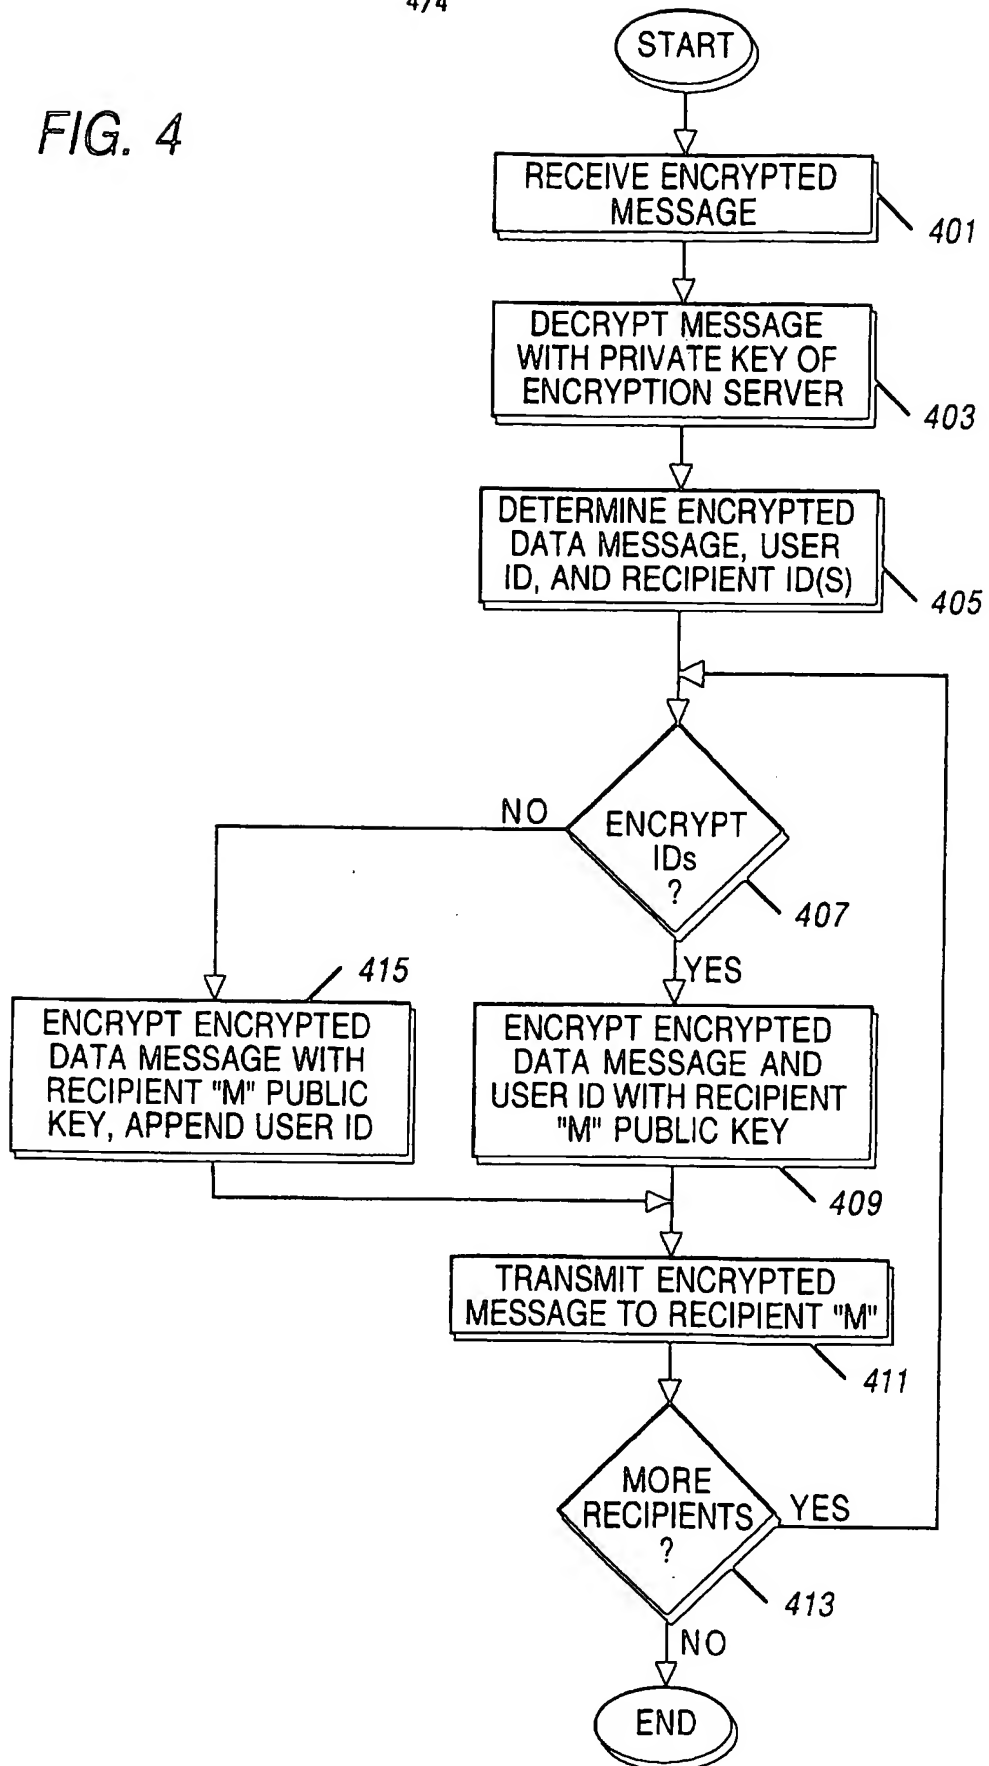 4/4
FIG. 4
START
RECEIVE ENCRYPTED
MESSAGE
401
DECRYPT MESSAGE
WITH PRIVATE KEY OF
ENCRYPTION SERVER
403
DETERMINE ENCRYPTED
DATA MESSAGE, USER
ID, AND RECIPIENT ID(S)
405
NO
ENCRYPT
IDs
?
407
YES
415
ENCRYPT ENCRYPTED
DATA MESSAGE WITH
RECIPIENT "M" PUBLIC
KEY, APPEND USER ID
ENCRYPT ENCRYPTED
DATA MESSAGE AND
USER ID WITH RECIPIENT
"M" PUBLIC KEY
409
TRANSMIT ENCRYPTED
MESSAGE TO RECIPIENT "M"
411
MORE
RECIPIENTS
?
YES
413
NO
END